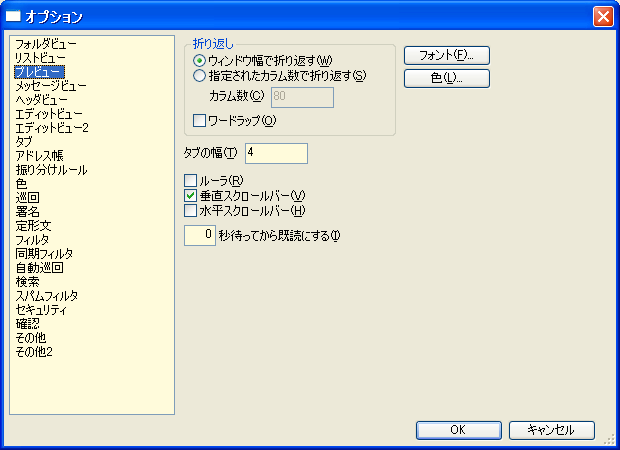 オプション
フォルダビュー
リストビュー
プレビュー
メッセージビュー
ヘッダビュー
エディットビュー
エディットビュー2
タブ
アドレス帳
振り分けルール
色
巡回
署名
定形文
フィルタ
同期フィルタ
自動巡回
検索
スパムフィルタ
セキュリティ
確認
その他
その他2
折り返し
ウィンドウ幅で折り返す(W)
指定されたカラム数で折り返す(S)
カラム数(C) 80
ワードラップ(O)
タブの幅(T) 4
ルーラ(R)
垂直スクロールバー(V)
水平スクロールバー(H)
0 秒待ってから既読にする(I)
フォント(F)...
色(L)...
OK
キャンセル